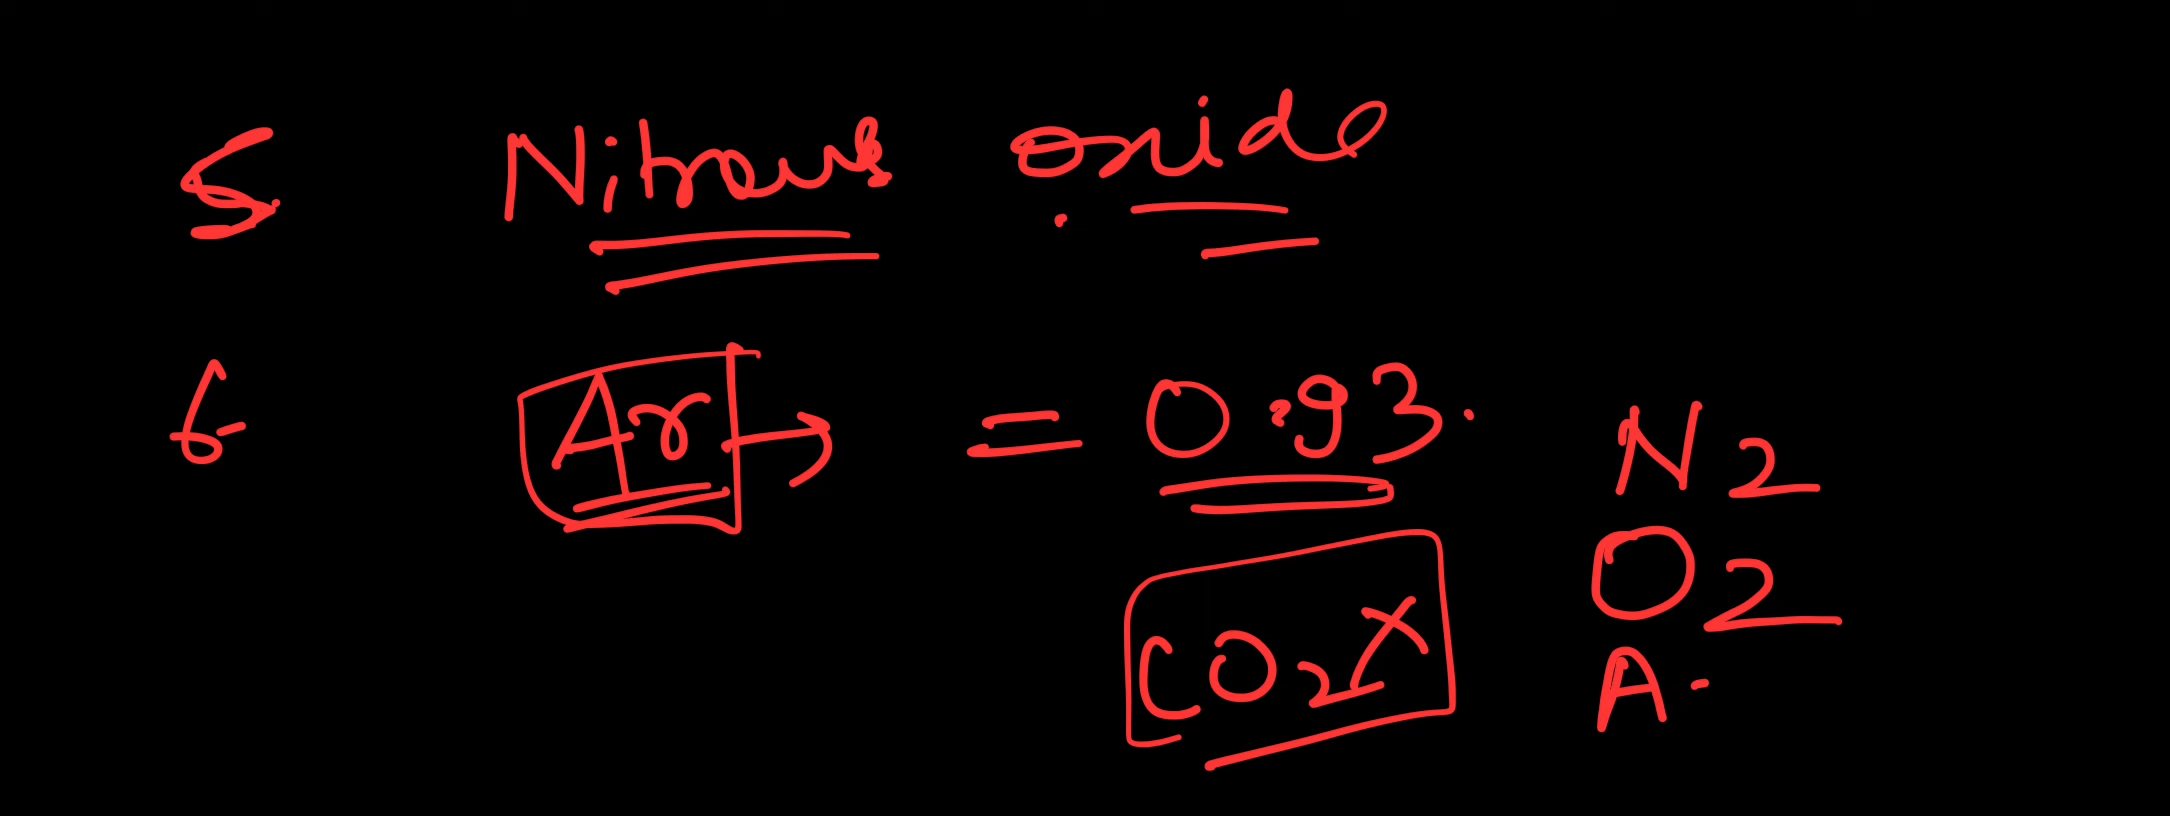 5 Nitrous oxide
6 Ar → = 0.93.
N2
O2
CO2 X
A.